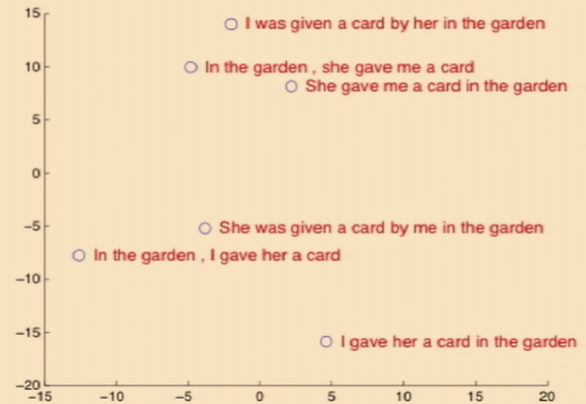 15
I was given a card by her in the garden
10
In the garden , she gave me a card
She gave me a card in the garden
5
0
−5
She was given a card by me in the garden
In the garden , I gave her a card
−10
−15
I gave her a card in the garden
−20
−15 −10 −5 0 5 10 15 20